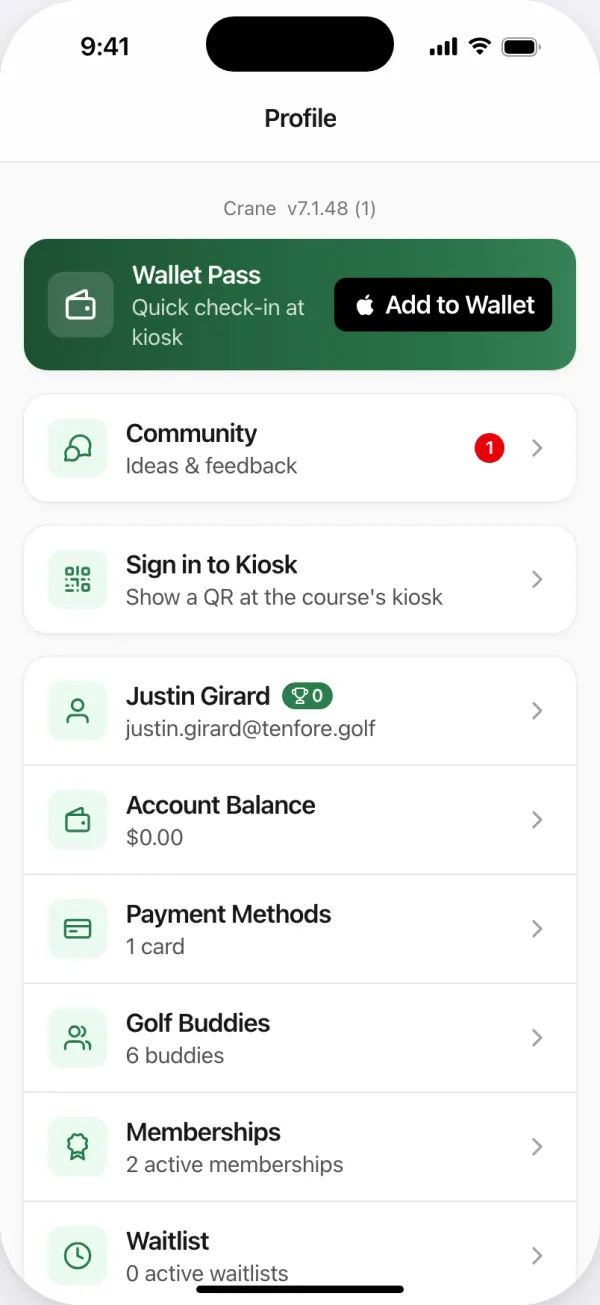 9:41
Profile
Crane v7.1.48 (1)
Wallet Pass
Quick check-in at
kiosk
Add to Wallet
Community
Ideas & feedback
1
Sign in to Kiosk
Show a QR at the course's kiosk
Justin Girard
0
justin.girard@tenfore.golf
Account Balance
$0.00
Payment Methods
1 card
Golf Buddies
6 buddies
Memberships
2 active memberships
Waitlist
0 active waitlists